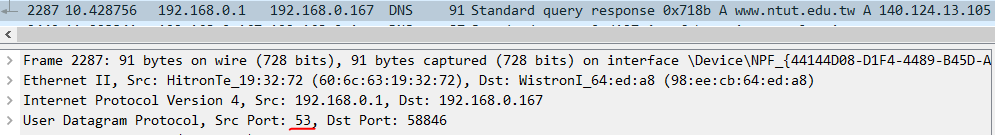 2287 10.428756 192.168.0.1 192.168.0.167 DNS 91 Standard query response 0x718b A www.ntut.edu.tw A 140.124.13.105
Frame 2287: 91 bytes on wire (728 bits), 91 bytes captured (728 bits) on interface \Device\NPF_{44144D08-D1F4-4489-B45D-A
Ethernet II, Src: HitronTe_19:32:72 (60:6c:63:19:32:72), Dst: WistronI_64:ed:a8 (98:ee:cb:64:ed:a8)
Internet Protocol Version 4, Src: 192.168.0.1, Dst: 192.168.0.167
User Datagram Protocol, Src Port: 53, Dst Port: 58846